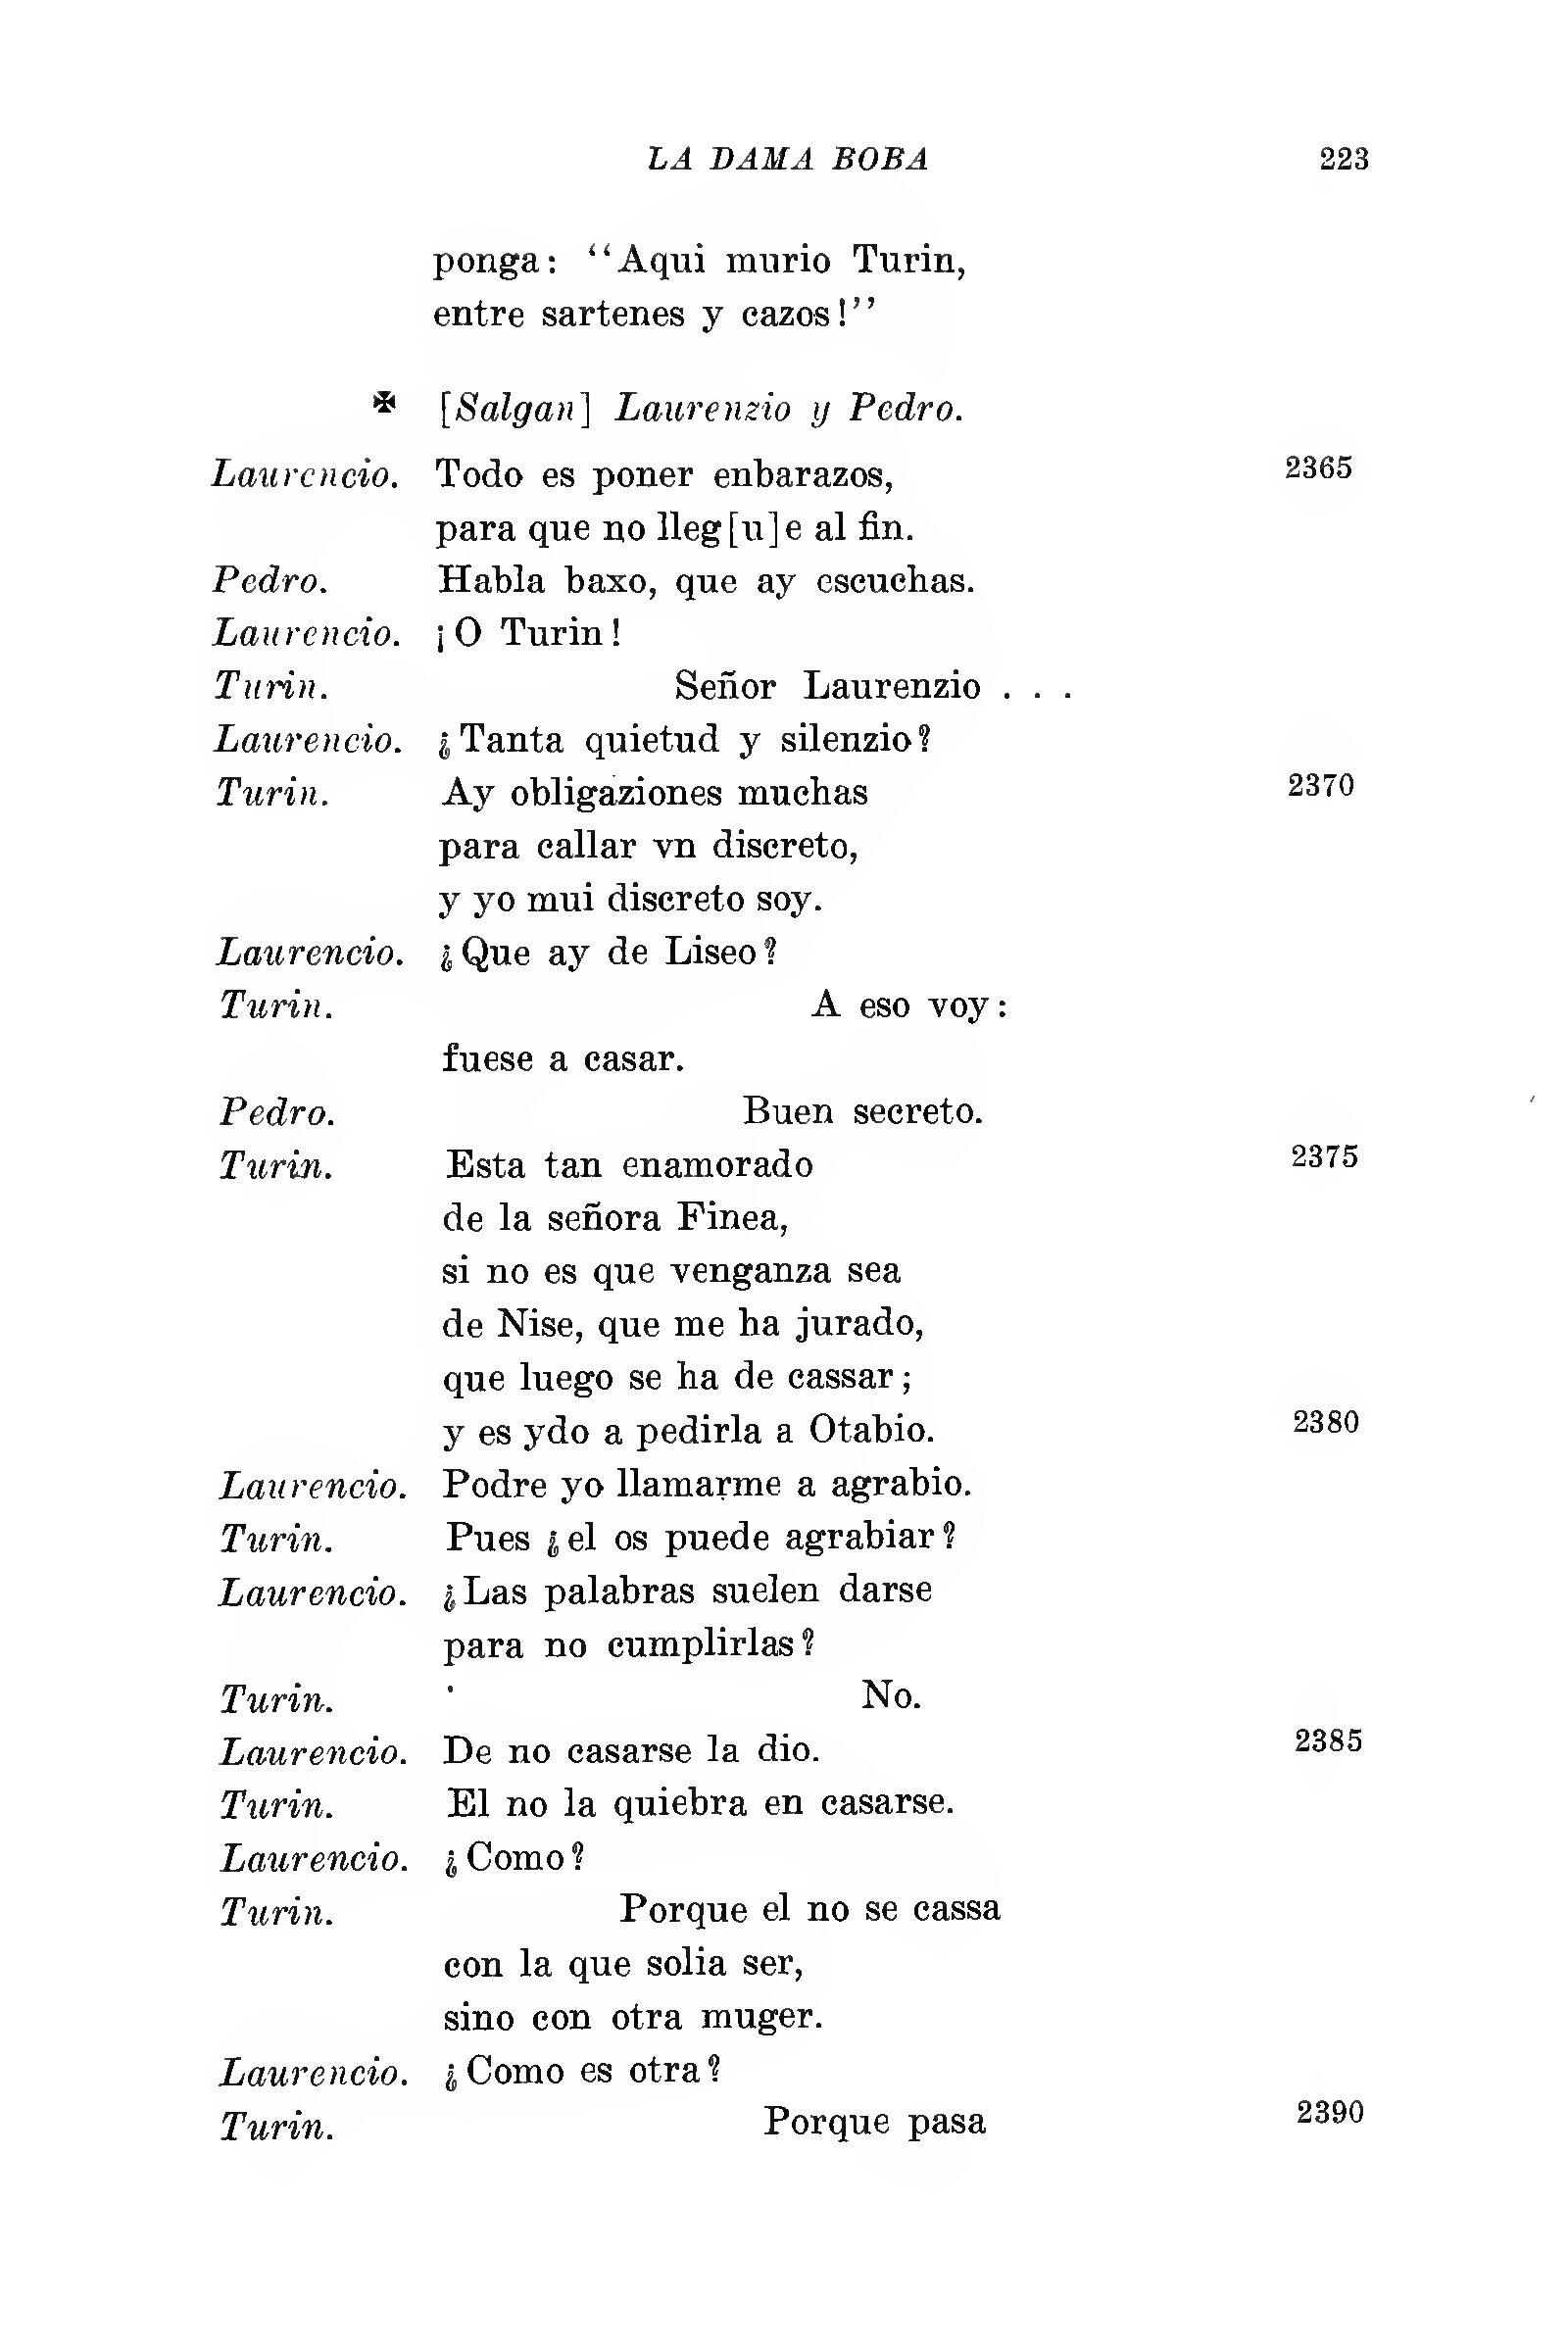 LA DAMA BOBA 223
ponga: “Aqui murio Turin,
entre sartenes y cazos!”
✠ [Salgan] Laurenzio y Pedro.
Laurencio. Todo es poner enbarazos, 2365
para que no lleg[u]e al fin.
Pedro. Habla baxo, que ay escuchas.
Laurencio. ¡O Turin!
Turin. Señor Laurenzio . . .
Laurencio. ¿Tanta quietud y silenzio?
Turin. Ay obligaziones muchas 2370
para callar vn discreto,
y yo mui discreto soy.
Laurencio. ¿Que ay de Liseo?
Turin. A eso voy:
fuese a casar.
Pedro. Buen secreto.
Turin. Esta tan enamorado 2375
de la señora Finea,
si no es que venganza sea
de Nise, que me ha jurado,
que luego se ha de cassar;
y es ydo a pedirla a Otabio. 2380
Laurencio. Podre yo llamarme a agrabio.
Turin. Pues ¿el os puede agrabiar?
Laurencio. ¿Las palabras suelen darse
para no cumplirlas?
Turin. No.
Laurencio. De no casarse la dio. 2385
Turin. El no la quiebra en casarse.
Laurencio. ¿Como?
Turin. Porque el no se cassa
con la que solia ser,
sino con otra muger.
Laurencio. ¿Como es otra?
Turin. Porque pasa 2390